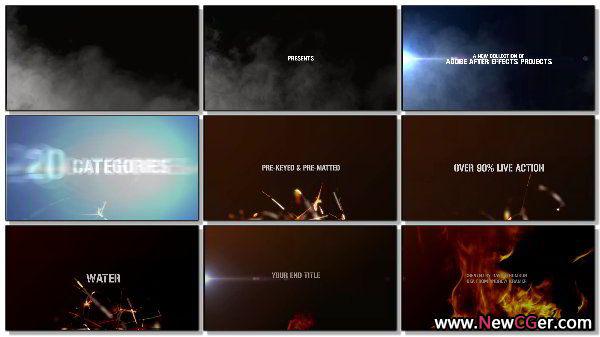 PRESENTS
A NEW COLLECTION OF
ADOBE AFTER EFFECTS PROJECTS
20 CATEGORIES
PRE-KEYED & PRE-MATTED
OVER 90% LIVE ACTION
WATER
YOUR END TITLE
www.NewCGer.com